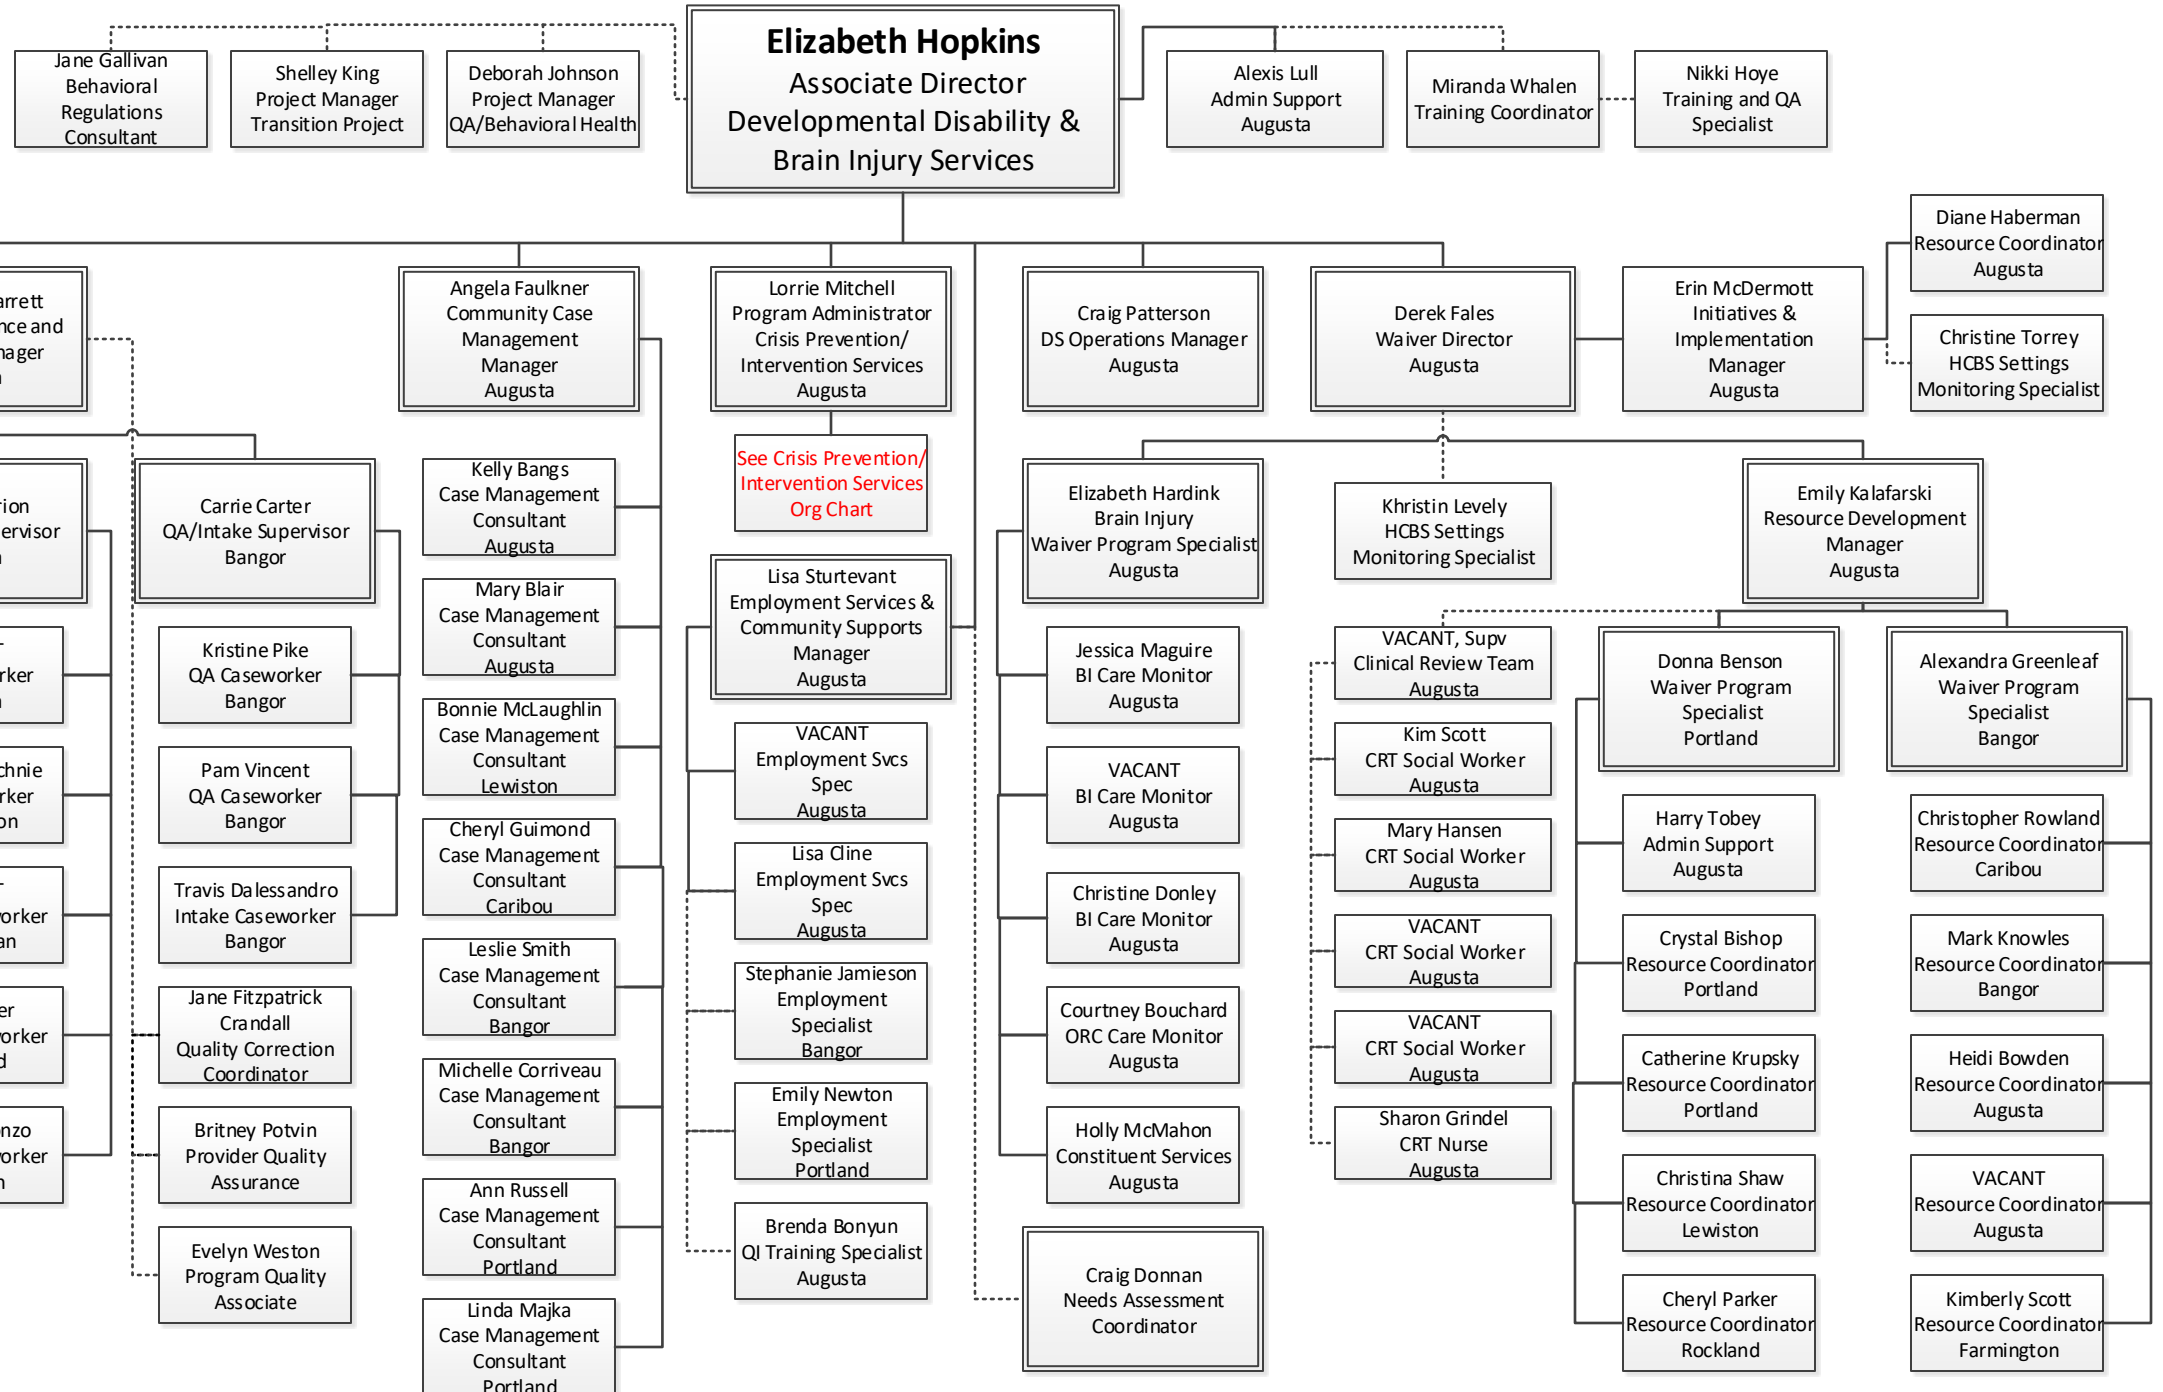 Elizabeth Hopkins
Associate Director
Developmental Disability &
Brain Injury Services
Jane Gallivan
Behavioral
Regulations
Consultant
Shelley King
Project Manager
Transition Project
Deborah Johnson
Project Manager
QA/Behavioral Health
Alexis Lull
Admin Support
Augusta
Miranda Whalen
Training Coordinator
Nikki Hoye
Training and QA
Specialist
Diane Haberman
Resource Coordinator
Augusta
Christine Torrey
HCBS Settings
Monitoring Specialist
arrett
nce and
nager
Angela Faulkner
Community Case
Management
Manager
Augusta
Lorrie Mitchell
Program Administrator
Crisis Prevention/
Intervention Services
Augusta
Craig Patterson
DS Operations Manager
Augusta
Derek Fales
Waiver Director
Augusta
Erin McDermott
Initiatives &
Implementation
Manager
Augusta
See Crisis Prevention/
Intervention Services
Org Chart
rion
ervisor
rker
chnie
rker
on
orker
an
er
orker
d
onzo
orker
n
Carrie Carter
QA/Intake Supervisor
Bangor
Kristine Pike
QA Caseworker
Bangor
Pam Vincent
QA Caseworker
Bangor
Travis Dalessandro
Intake Caseworker
Bangor
Jane Fitzpatrick
Crandall
Quality Correction
Coordinator
Britney Potvin
Provider Quality
Assurance
Evelyn Weston
Program Quality
Associate
Kelly Bangs
Case Management
Consultant
Augusta
Mary Blair
Case Management
Consultant
Augusta
Bonnie McLaughlin
Case Management
Consultant
Lewiston
Cheryl Guimond
Case Management
Consultant
Caribou
Leslie Smith
Case Management
Consultant
Bangor
Michelle Corriveau
Case Management
Consultant
Bangor
Ann Russell
Case Management
Consultant
Portland
Linda Majka
Case Management
Consultant
Portland
Lisa Sturtevant
Employment Services &
Community Supports
Manager
Augusta
VACANT
Employment Svcs
Spec
Augusta
Lisa Cline
Employment Svcs
Spec
Augusta
Stephanie Jamieson
Employment
Specialist
Bangor
Emily Newton
Employment
Specialist
Portland
Brenda Bonyun
QI Training Specialist
Augusta
Elizabeth Hardink
Brain Injury
Waiver Program Specialist
Augusta
Jessica Maguire
BI Care Monitor
Augusta
VACANT
BI Care Monitor
Augusta
Christine Donley
BI Care Monitor
Augusta
Courtney Bouchard
ORC Care Monitor
Augusta
Holly McMahon
Constituent Services
Augusta
Craig Donnan
Needs Assessment
Coordinator
Khristin Levely
HCBS Settings
Monitoring Specialist
Emily Kalafarski
Resource Development
Manager
Augusta
VACANT, Supv
Clinical Review Team
Augusta
Kim Scott
CRT Social Worker
Augusta
Mary Hansen
CRT Social Worker
Augusta
VACANT
CRT Social Worker
Augusta
VACANT
CRT Social Worker
Augusta
Sharon Grindel
CRT Nurse
Augusta
Donna Benson
Waiver Program
Specialist
Portland
Harry Tobey
Admin Support
Augusta
Crystal Bishop
Resource Coordinator
Portland
Catherine Krupsky
Resource Coordinator
Portland
Christina Shaw
Resource Coordinator
Lewiston
Cheryl Parker
Resource Coordinator
Rockland
Alexandra Greenleaf
Waiver Program
Specialist
Bangor
Christopher Rowland
Resource Coordinator
Caribou
Mark Knowles
Resource Coordinator
Bangor
Heidi Bowden
Resource Coordinator
Augusta
VACANT
Resource Coordinator
Augusta
Kimberly Scott
Resource Coordinator
Farmington